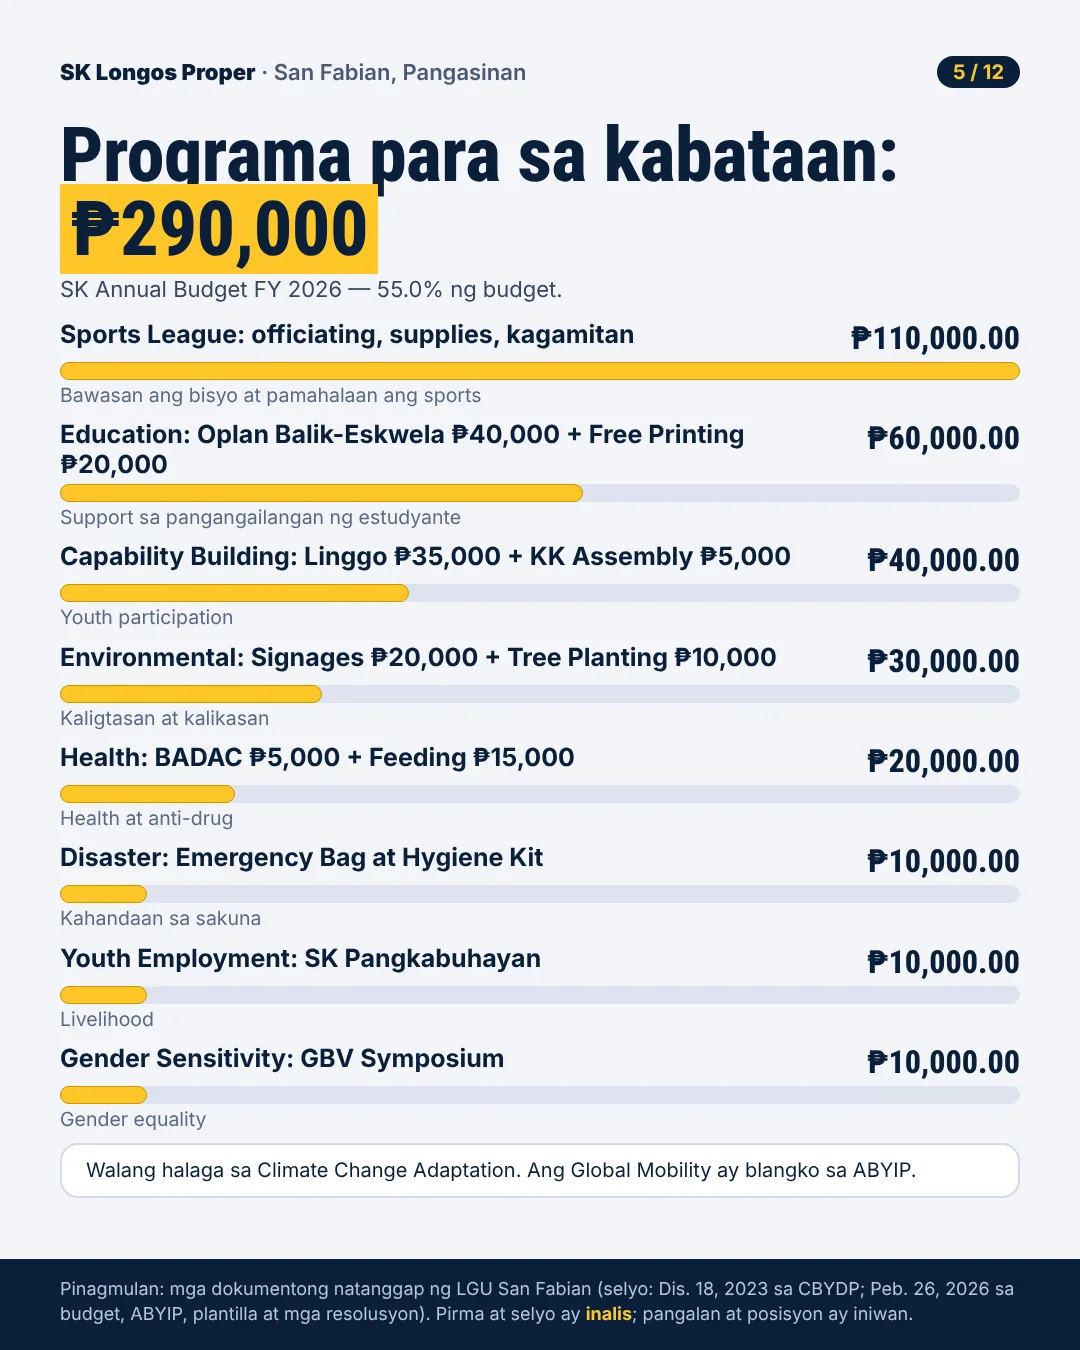 SK Longos Proper · San Fabian, Pangasinan
5 / 12
Programa para sa kabataan:
₱290,000
SK Annual Budget FY 2026 — 55.0% ng budget.
Sports League: officiating, supplies, kagamitan
₱110,000.00
Bawasan ang bisyo at pamahalaan ang sports
Education: Oplan Balik-Eskwela ₱40,000 + Free Printing
₱20,000
₱60,000.00
Support sa pangangailangan ng estudyante
Capability Building: Linggo ₱35,000 + KK Assembly ₱5,000
₱40,000.00
Youth participation
Environmental: Signages ₱20,000 + Tree Planting ₱10,000
₱30,000.00
Kaligtasan at kalikasan
Health: BADAC ₱5,000 + Feeding ₱15,000
₱20,000.00
Health at anti-drug
Disaster: Emergency Bag at Hygiene Kit
₱10,000.00
Kahandaan sa sakuna
Youth Employment: SK Pangkabuhayan
₱10,000.00
Livelihood
Gender Sensitivity: GBV Symposium
₱10,000.00
Gender equality
Walang halaga sa Climate Change Adaptation. Ang Global Mobility ay blangko sa ABYIP.
Pinagmulan: mga dokumentong natanggap ng LGU San Fabian (selyo: Dis. 18, 2023 sa CBYDP; Peb. 26, 2026 sa
budget, ABYIP, plantilla at mga resolusyon). Pirma at selyo ay inalis; pangalan at posisyon ay iniwan.